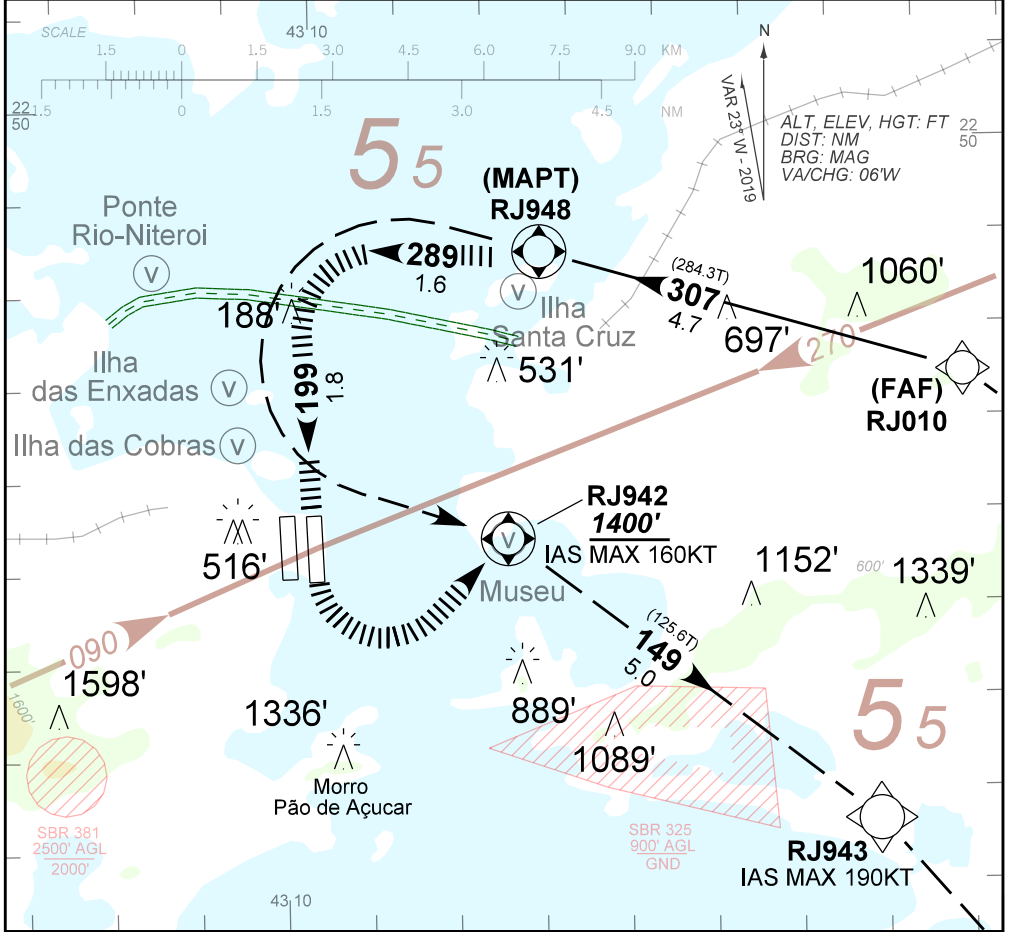 SCALE
43 10
1.5 0 1.5 3.0 4.5 6.0 7.5 9.0 KM
1.5 0 1.5 3.0 4.5 NM
22
50
N
VAR 23° W - 2019
ALT, ELEV, HGT: FT
DIST: NM
BRG: MAG
VA/CHG: 06'W
22
50
5 5
(MAPT)
RJ948
Ponte
Rio-Niteroi
V
289
1.6
(284.3T)
307
4.7
1060'
V
188'
Ilha
Santa Cruz
697'
270
531'
Ilha
das Enxadas
V
199
1.8
(FAF)
RJ010
Ilha das Cobras
V
RJ942
1400'
IAS MAX 160KT
V
Museu
516'
1152'
600'
1339'
090
(125.6T)
149
5.0
1598'
1600'
1336'
889'
1089'
5 5
Morro
Pão de Açucar
SBR 381
2500' AGL
2000'
SBR 325
900' AGL
GND
RJ943
IAS MAX 190KT
43 10